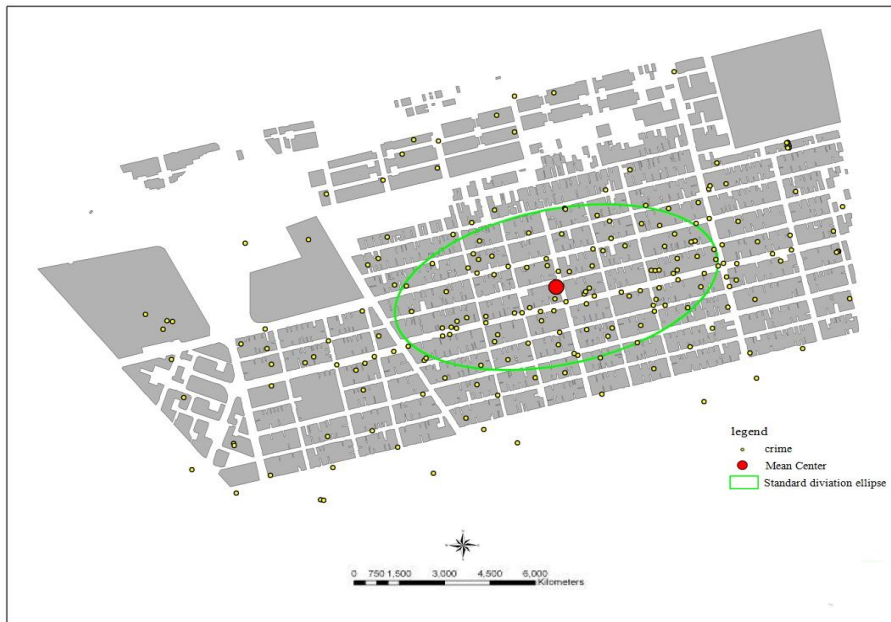 legend
crime
Mean Center
Standard diviation ellipse
0 750 1,500 3,000 4,500 6,000
Kilometers